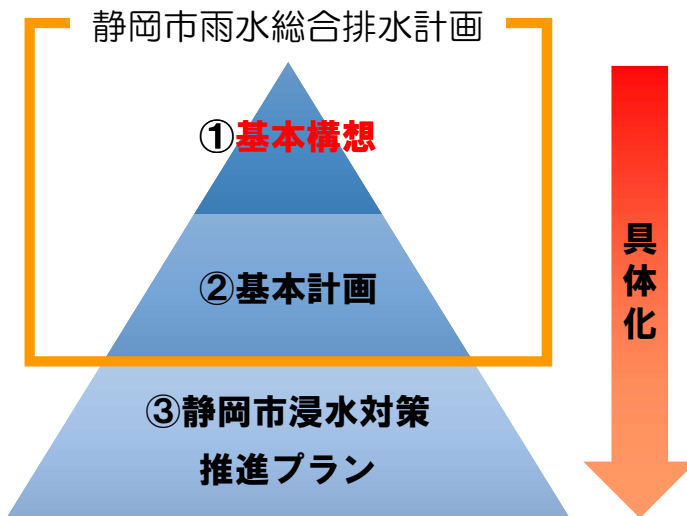 静岡市雨水総合排水計画
①基本構想
②基本計画
③静岡市浸水対策
推進プラン
具体化